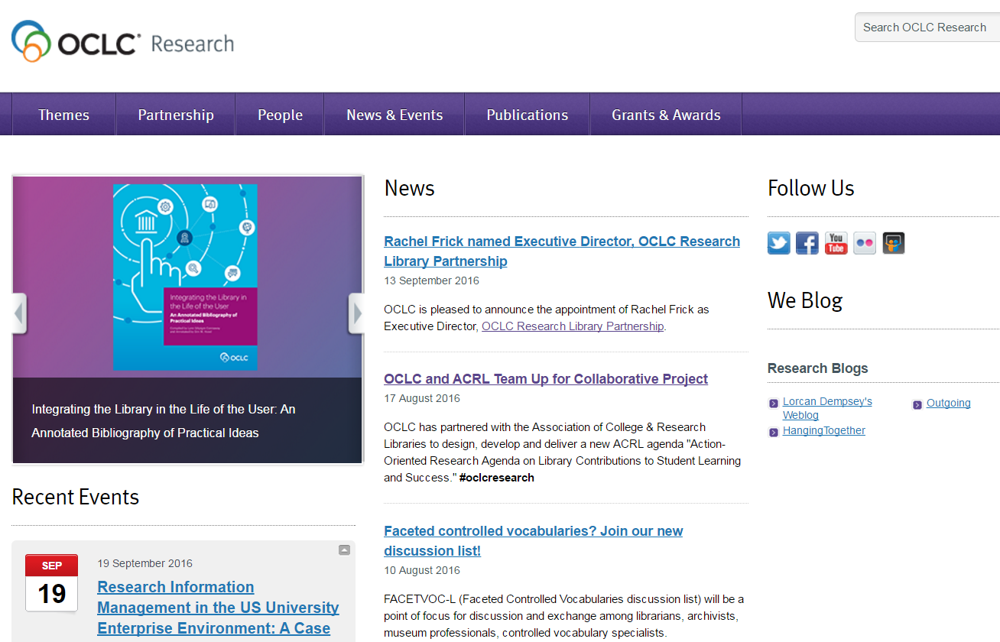 OCLC® Research
Search OCLC Research
Themes
Partnership
People
News & Events
Publications
Grants & Awards
Integrating the Library in
the Life of the User
An Annotated Bibliography of
Practical Ideas
OCLC
Integrating the Library in the Life of the User: An
Annotated Bibliography of Practical Ideas
Recent Events
SEP
19
19 September 2016
Research Information
Management in the US University
Enterprise Environment: A Case
News
Rachel Frick named Executive Director, OCLC Research
Library Partnership
13 September 2016
OCLC is pleased to announce the appointment of Rachel Frick as
Executive Director, OCLC Research Library Partnership.
OCLC and ACRL Team Up for Collaborative Project
17 August 2016
OCLC has partnered with the Association of College & Research
Libraries to design, develop and deliver a new ACRL agenda "Action-
Oriented Research Agenda on Library Contributions to Student Learning
and Success." #oclcresearch
Faceted controlled vocabularies? Join our new
discussion list!
10 August 2016
FACETVOC-L (Faceted Controlled Vocabularies discussion list) will be a
point of focus for discussion and exchange among librarians, archivists,
museum professionals, controlled vocabulary specialists.
Follow Us
You
Tube
We Blog
Research Blogs
Lorcan Dempsey's
Weblog
HangingTogether
Outgoing